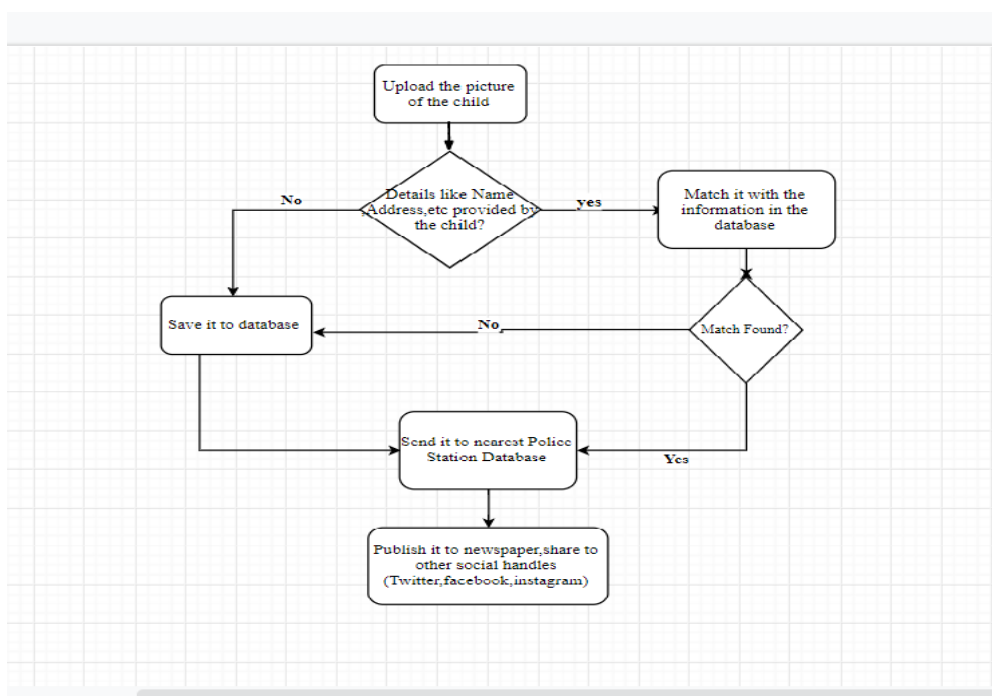 Upload the picture
of the child
Details like Name
,Address,etc provided by
the child?
No
yes
Match it with the
information in the
database
Save it to database
No
Match Found?
Send it to nearest Police
Station Database
Yes
Publish it to newspaper,share to
other social handles
(Twitter,facebook,instagram)